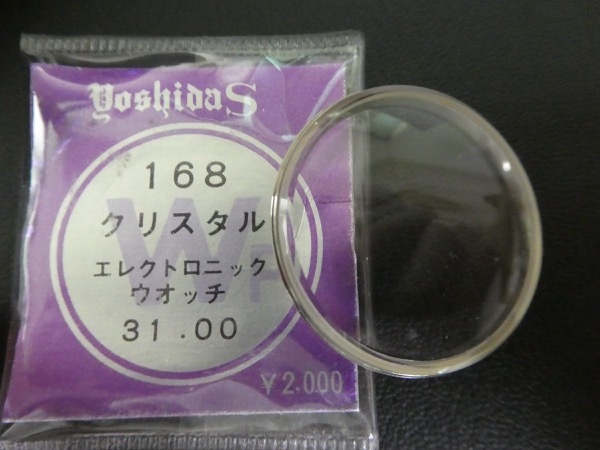 YoshidaS
168
クリスタル
エレクトロニック
ウオッチ
31.00
WP
¥2.000